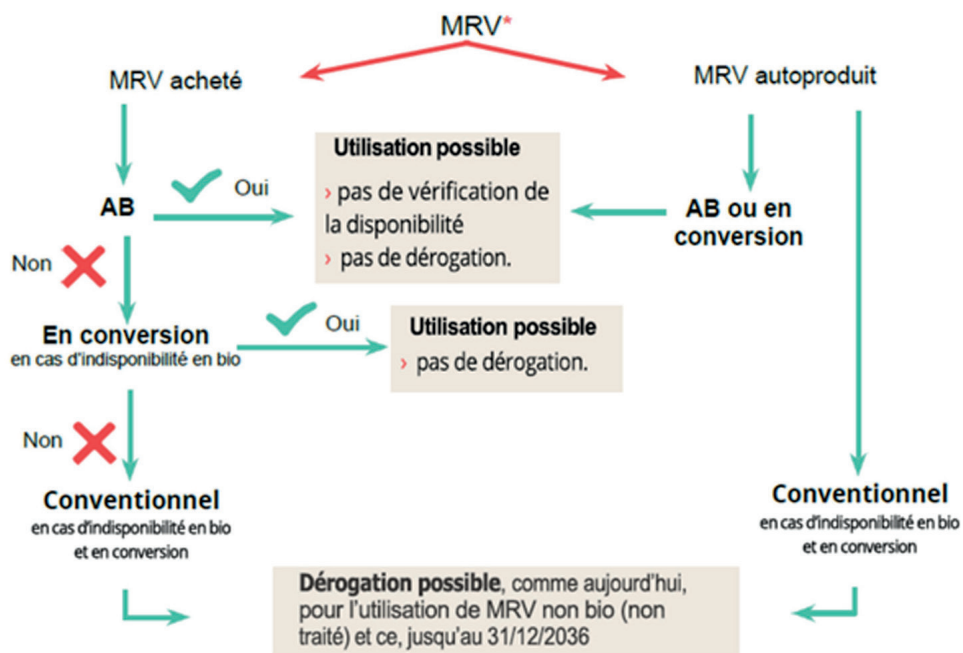 MRV*
MRV acheté
MRV autoproduit
Utilisation possible
› pas de vérification de
la disponibilité
› pas de dérogation.
Oui
AB
AB ou en
conversion
Non
En conversion
en cas d'indisponibilité en bio
Oui
Utilisation possible
› pas de dérogation.
Non
Conventionnel
en cas d'indisponibilité en bio
et en conversion
Conventionnel
en cas d'indisponibilité en bio
et en conversion
Dérogation possible, comme aujourd'hui,
pour l'utilisation de MRV non bio (non
traité) et ce, jusqu'au 31/12/2036